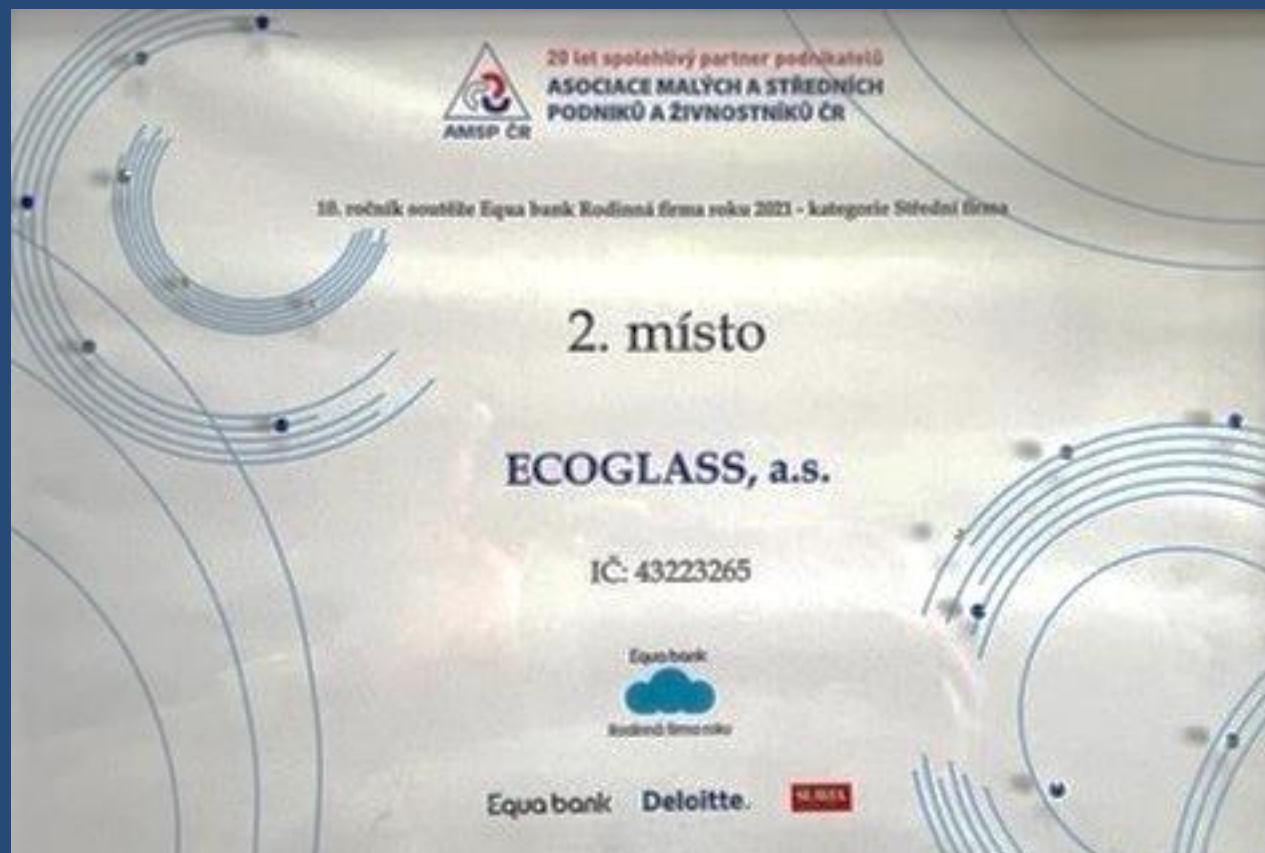 20 let spolehlivý partner podnikatelů
ASOCIACE MALÝCH A STŘEDNÍCH
PODNIKŮ A ŽIVNOSTNÍKŮ ČR
AMSP ČR
10. ročník soutěže Equa bank Rodinná firma roku 2021 - kategorie Střední firma
2. místo
ECOGLASS, a.s.
IČ: 43223265
Equa bank
Rodinná firma roku
Equa bank Deloitte.